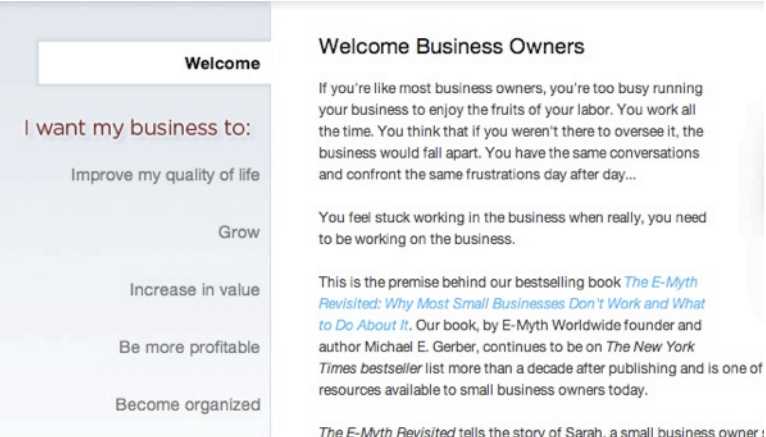 Welcome
I want my business to:
Improve my quality of life
Grow
Increase in value
Be more profitable
Become organized
Welcome Business Owners
If you're like most business owners, you're too busy running
your business to enjoy the fruits of your labor. You work all
the time. You think that if you weren't there to oversee it, the
business would fall apart. You have the same conversations
and confront the same frustrations day after day...
You feel stuck working in the business when really, you need
to be working on the business.
This is the premise behind our bestselling book The E-Myth
Revisited: Why Most Small Businesses Don't Work and What
to Do About It. Our book, by E-Myth Worldwide founder and
author Michael E. Gerber, continues to be on The New York
Times bestseller list more than a decade after publishing and is one of
resources available to small business owners today.
The E-Myth Revisited tells the story of Sarah, a small business owner